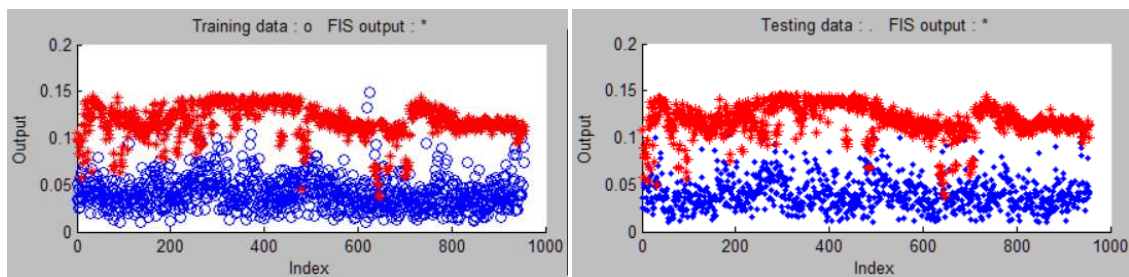 Training data : o FIS output : *
0.2
0.15
0.1
0.05
0
Output
0 200 400 600 800 1000
Index
Testing data : . FIS output : *
0.2
0.15
0.1
0.05
0
Output
0 200 400 600 800 1000
Index